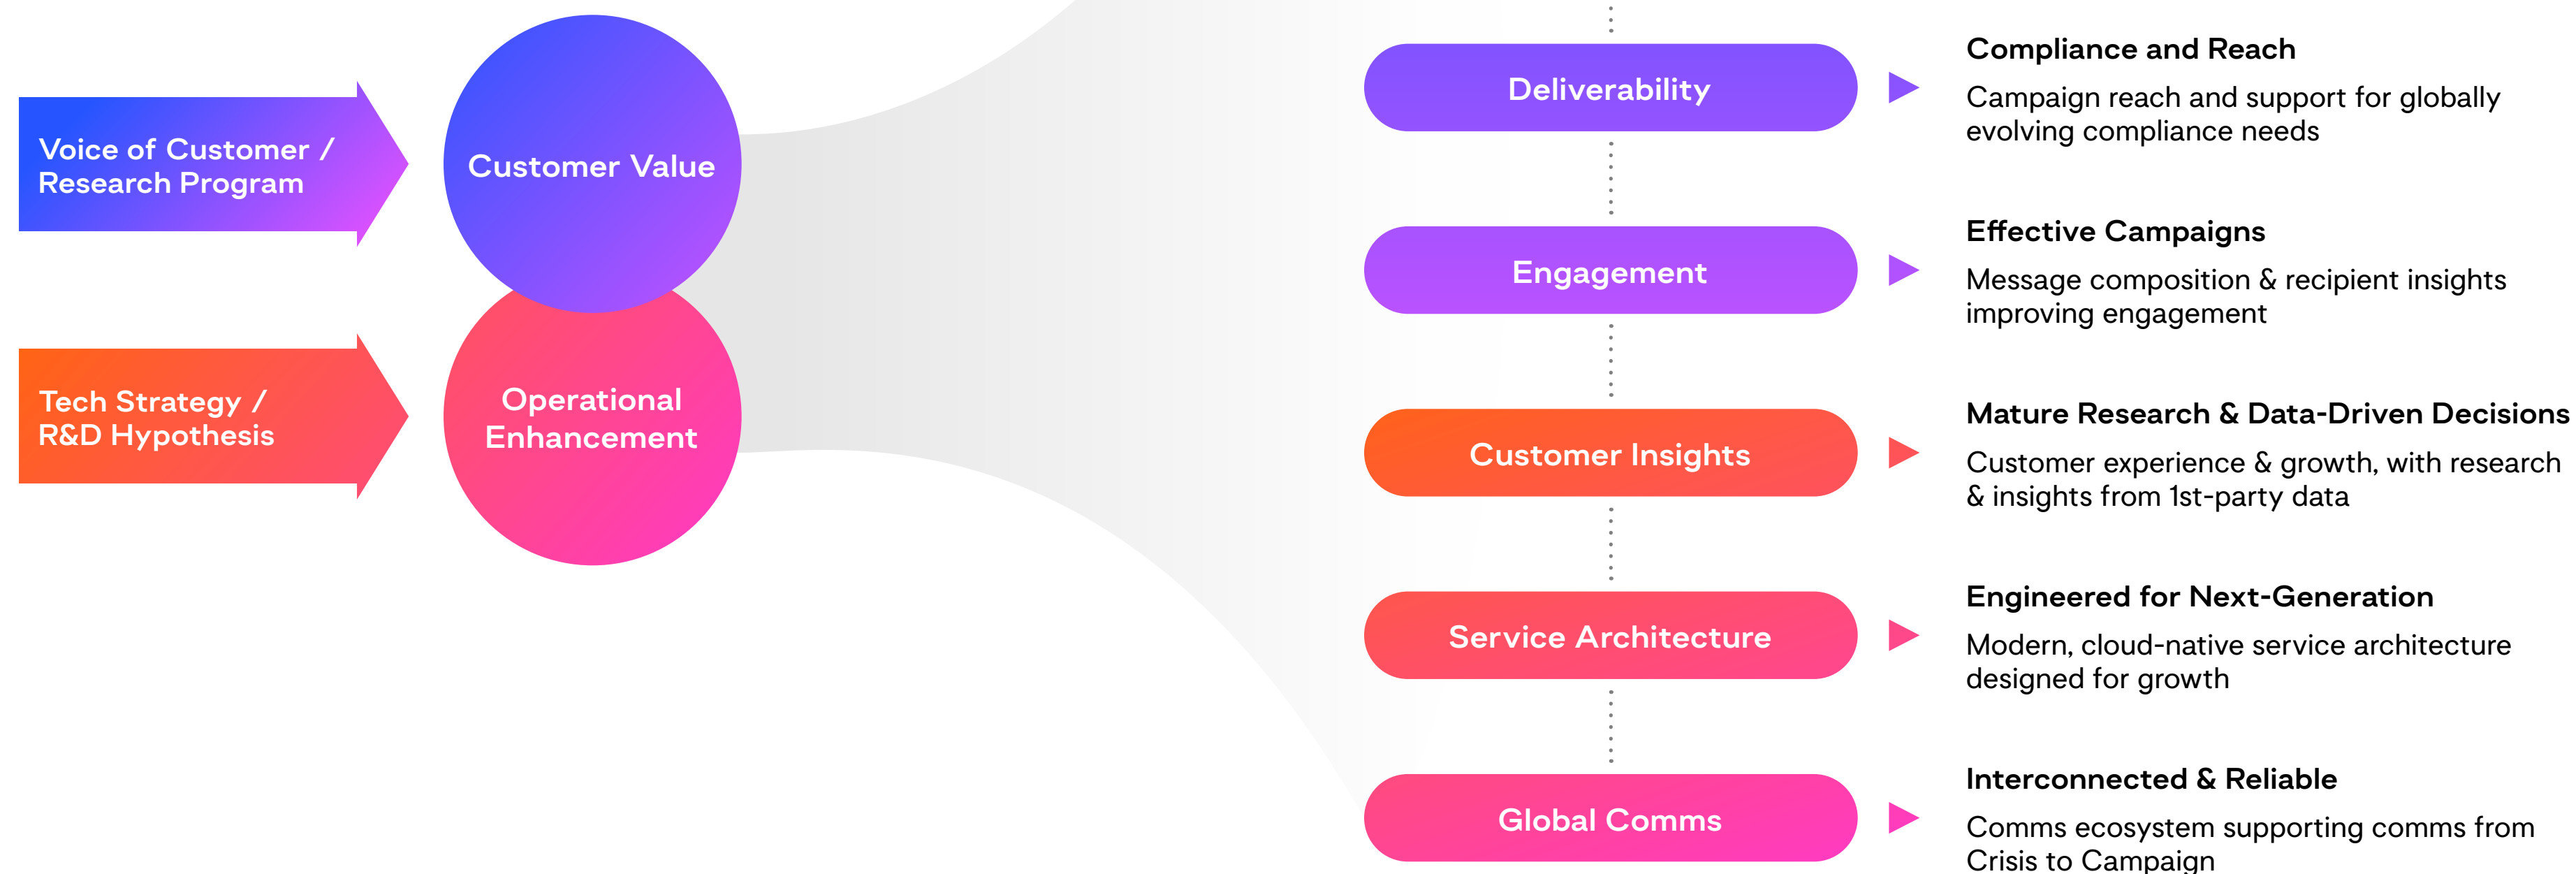 Voice of Customer /
Research Program
Customer Value
Tech Strategy /
R&D Hypothesis
Operational
Enhancement
Deliverability
Compliance and Reach
Campaign reach and support for globally
evolving compliance needs
Engagement
Effective Campaigns
Message composition & recipient insights
improving engagement
Customer Insights
Mature Research & Data-Driven Decisions
Customer experience & growth, with research
& insights from 1st-party data
Service Architecture
Engineered for Next-Generation
Modern, cloud-native service architecture
designed for growth
Global Comms
Interconnected & Reliable
Comms ecosystem supporting comms from
Crisis to Campaign